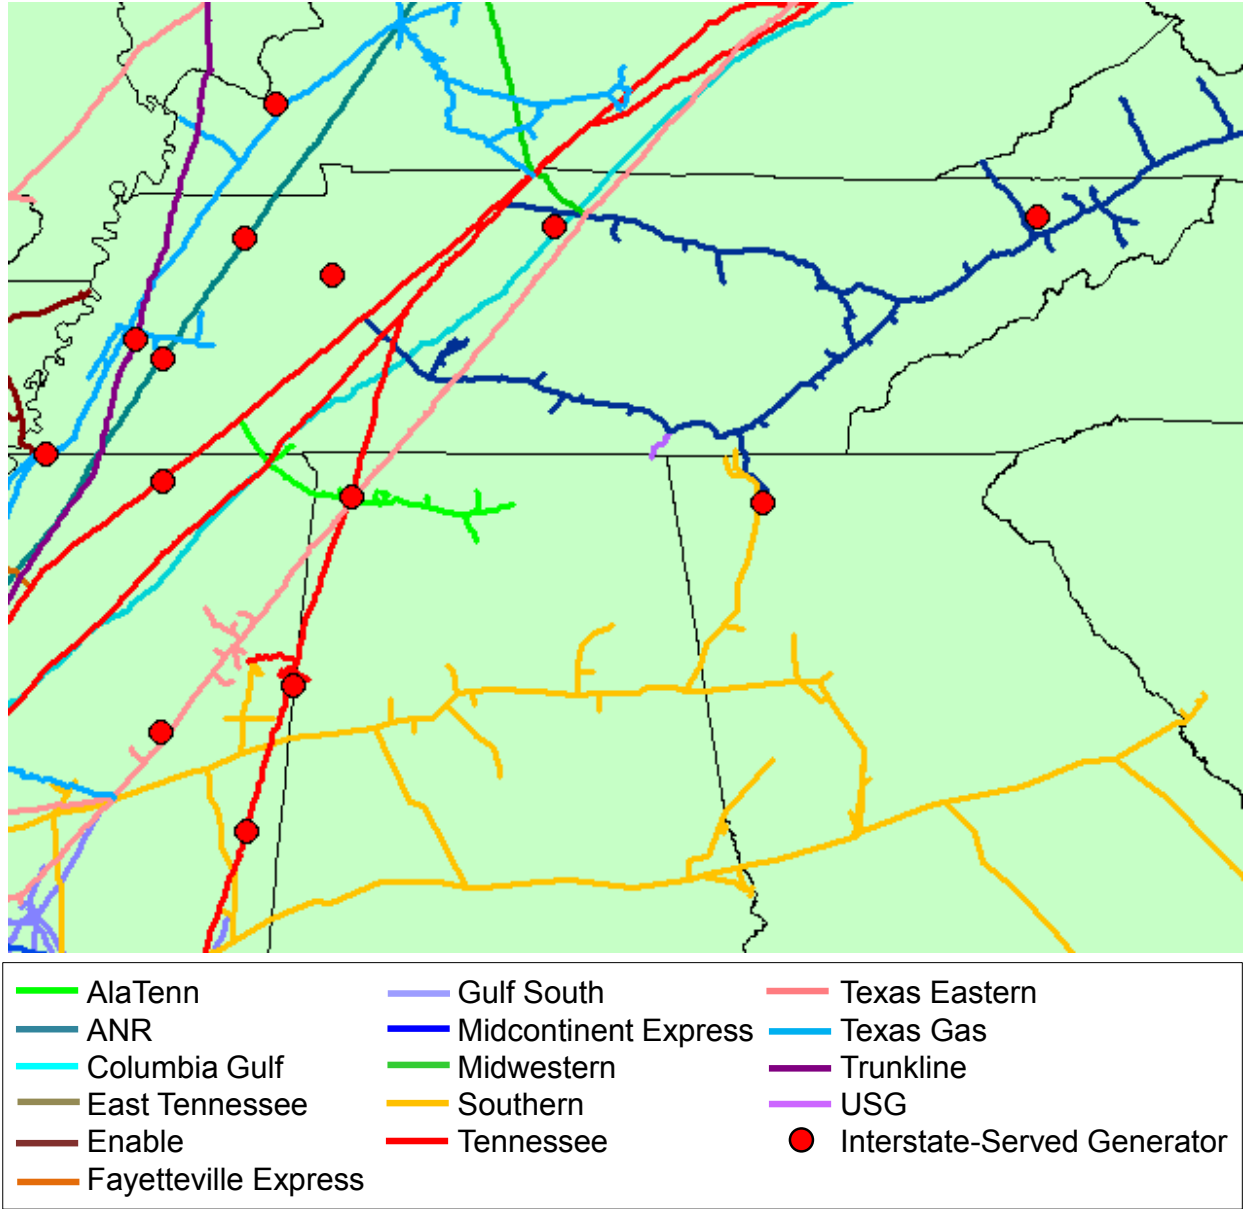 AlaTenn
ANR
Columbia Gulf
East Tennessee
Enable
Fayetteville Express
Gulf South
Midcontinent Express
Midwestern
Southern
Tennessee
Texas Eastern
Texas Gas
Trunkline
USG
Interstate-Served Generator